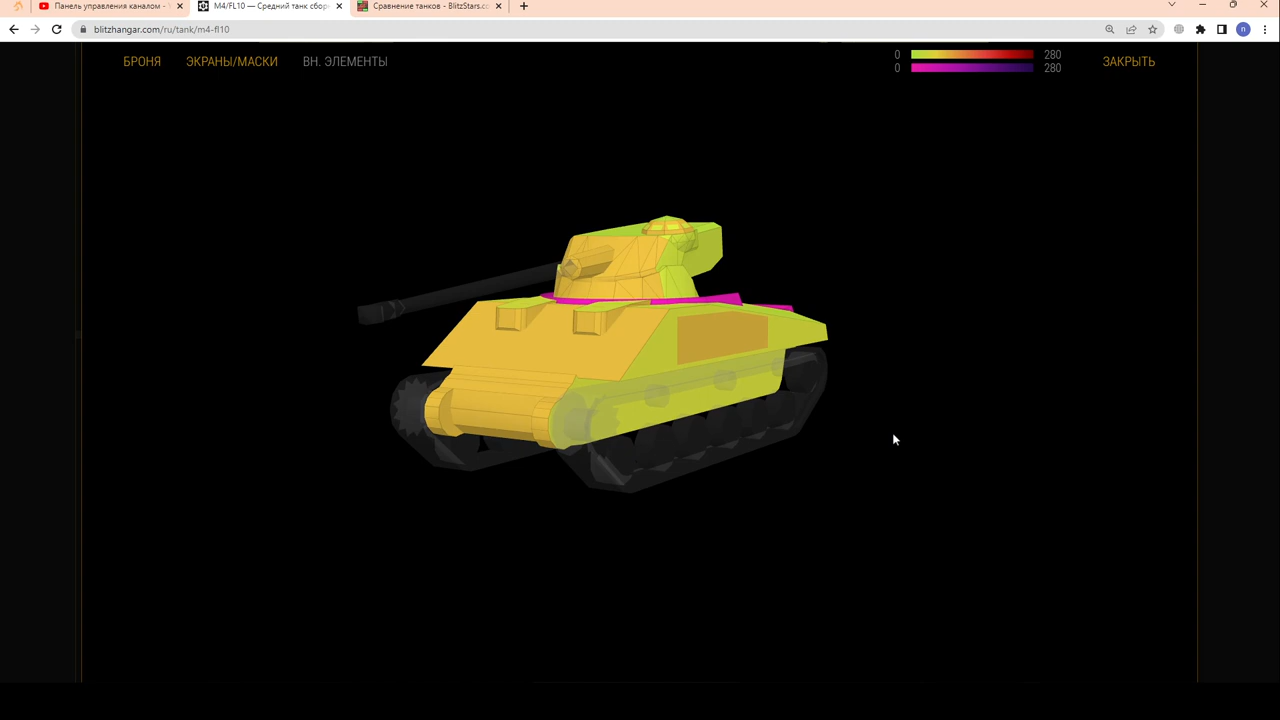 Панель управления каналом -
M4/FL10 — Средний танк сбор
Сравнение танков - BlitzStars.co
blitzhangar.com/ru/tank/m4-fl10
n
БРОНЯ ЭКРАНЫ/МАСКИ ВН. ЭЛЕМЕНТЫ
0 280
0 280
ЗАКРЫТЬ